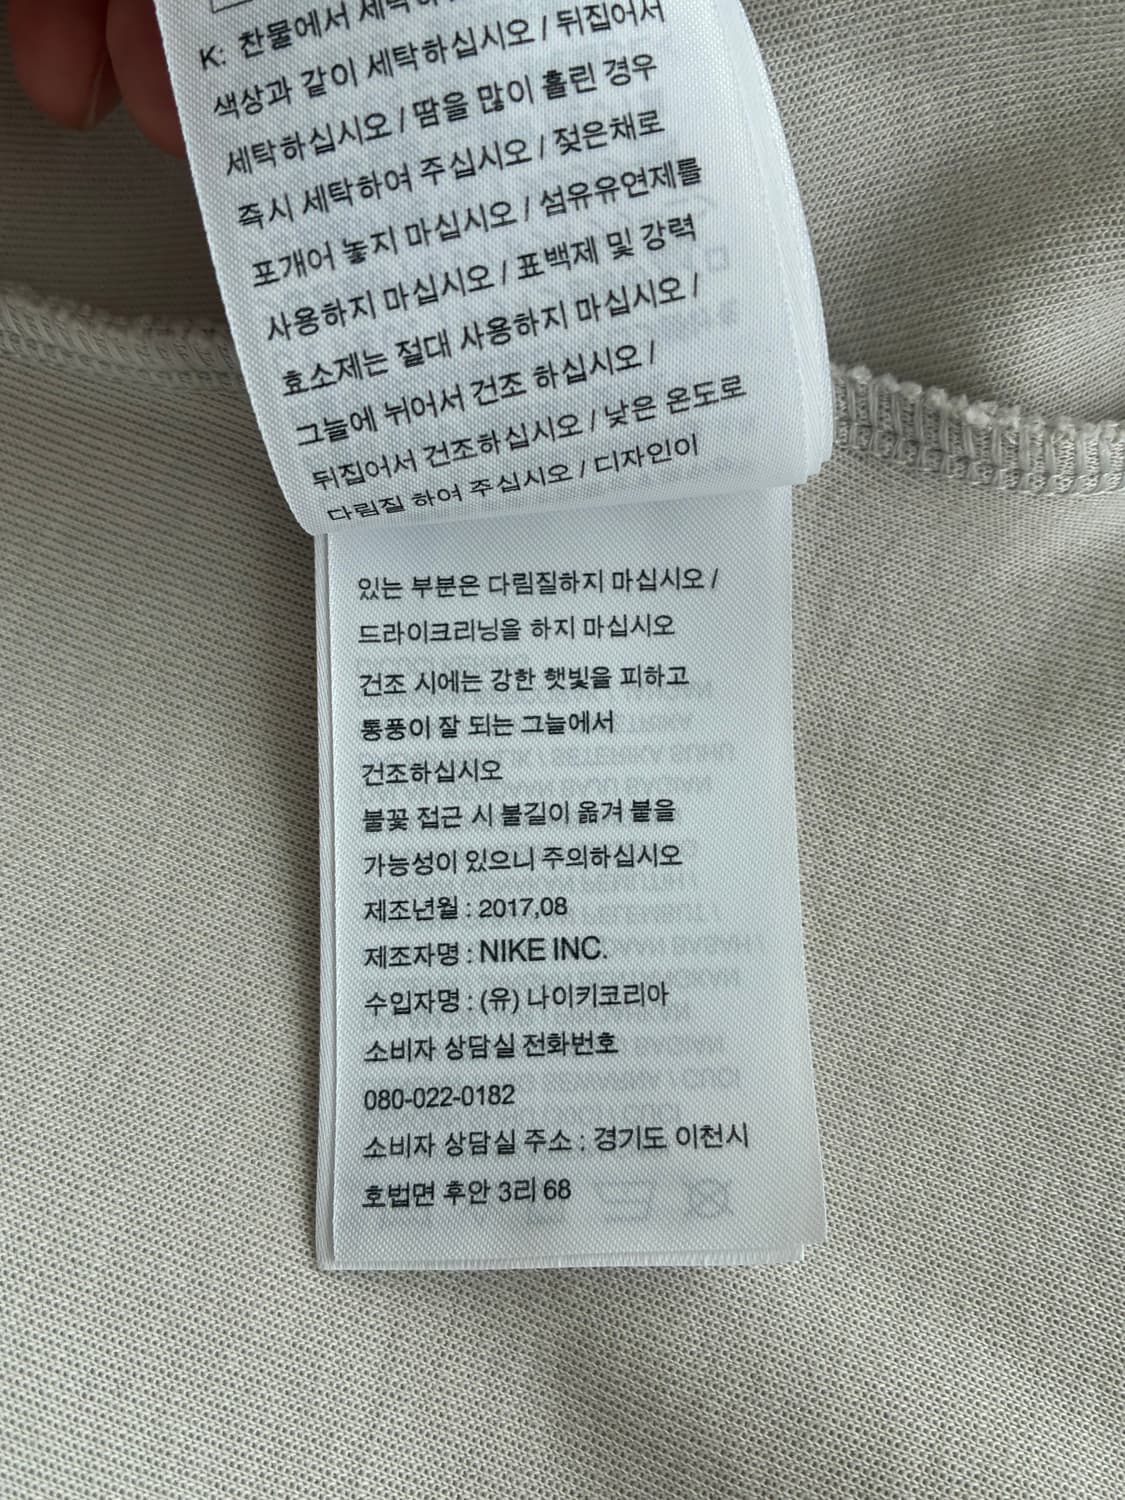 K: 찬물에서
색상과 같이 세탁하십시오 / 뒤집어서
세탁하십시오 / 땀을 많이 흘린 경우
즉시 세탁하여 주십시오 / 젖은채로
포개어 놓지 마십시오 / 섬유유연제를
사용하지 마십시오 / 표백제 및 강력
효소제는 절대 사용하지 마십시오 /
그늘에 뉘어서 건조 하십시오 /
뒤집어서 건조하십시오 / 낮은 온도로
다림질 하여 주십시오 / 디자인이
있는 부분은 다림질하지 마십시오 /
드라이크리닝을 하지 마십시오
건조 시에는 강한 햇빛을 피하고
통풍이 잘 되는 그늘에서
건조하십시오
불꽃 접근 시 불길이 옮겨 붙을
가능성이 있으니 주의하십시오
제조년월 : 2017,08
제조자명 : NIKE INC.
수입자명 : (유) 나이키코리아
소비자 상담실 전화번호
080-022-0182
소비자 상담실 주소 : 경기도 이천시
호법면 후안 3리 68